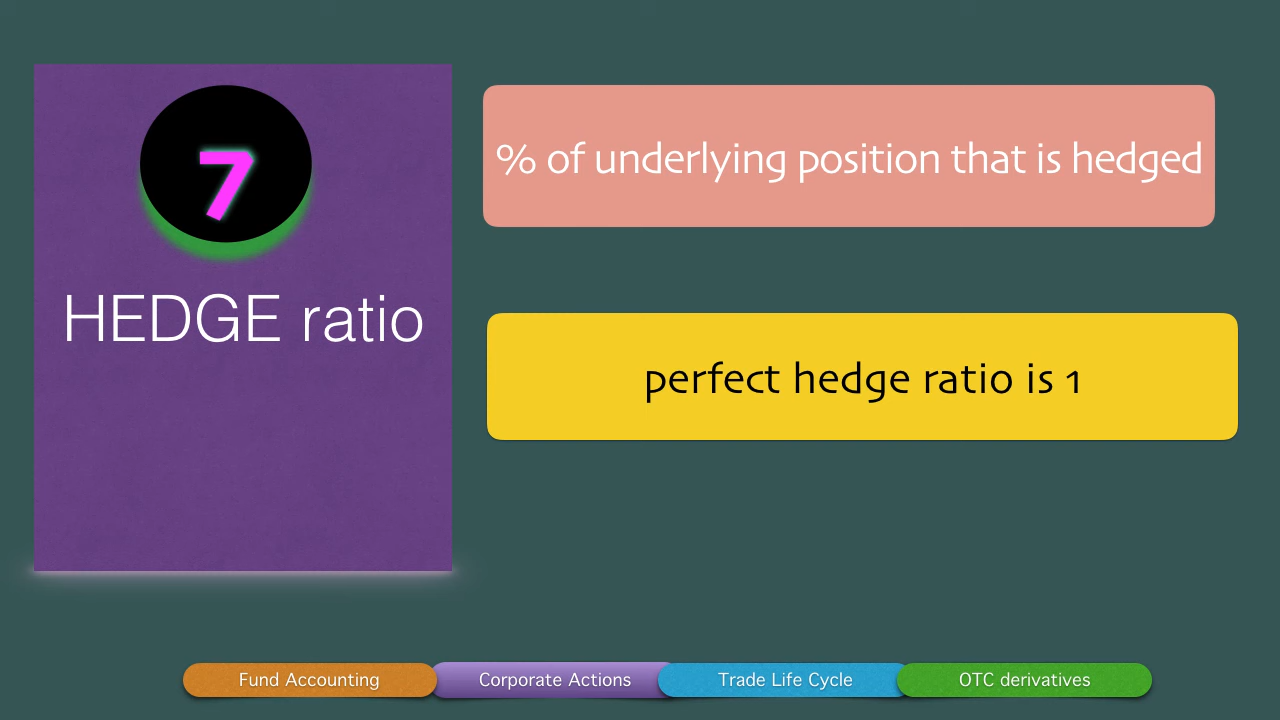 7
HEDGE ratio
% of underlying position that is hedged
perfect hedge ratio is 1
Fund Accounting
Corporate Actions
Trade Life Cycle
OTC derivatives